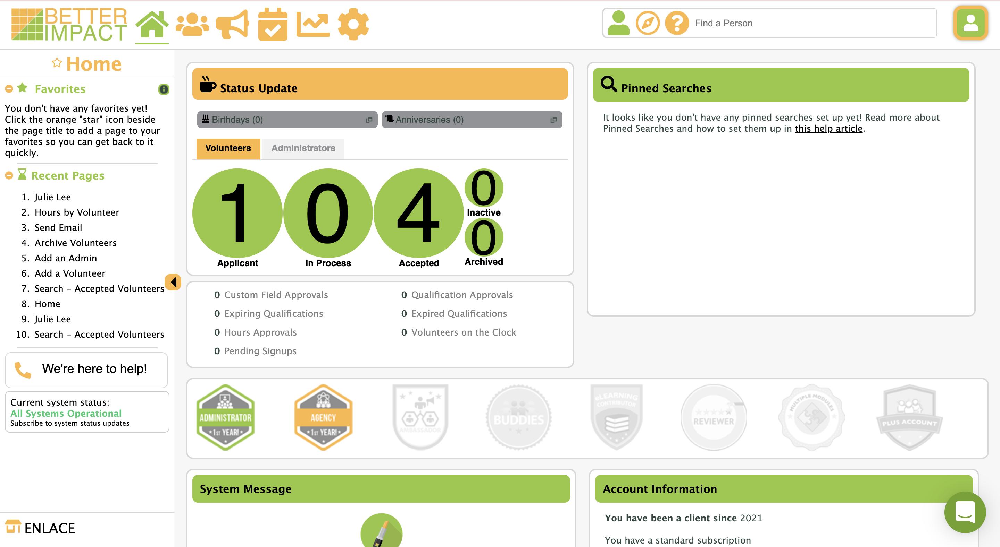 BETTER
IMPACT
Find a Person
Home
Favorites
You don't have any favorites yet!
Click the orange "star" icon beside
the page title to add a page to your
favorites so you can get back to it
quickly.
Recent Pages
1. Julie Lee
2. Hours by Volunteer
3. Send Email
4. Archive Volunteers
5. Add an Admin
6. Add a Volunteer
7. Search – Accepted Volunteers
8. Home
9. Julie Lee
10. Search – Accepted Volunteers
We're here to help!
Current system status:
All Systems Operational
Subscribe to system status updates
ENLACE
Status Update
Birthdays (0)
Anniversaries (0)
Volunteers
Administrators
1
Applicant
0
In Process
4
Accepted
0
Inactive
0
Archived
0 Custom Field Approvals
0 Qualification Approvals
0 Expiring Qualifications
0 Expired Qualifications
0 Hours Approvals
0 Volunteers on the Clock
0 Pending Signups
Pinned Searches
It looks like you don't have any pinned searches set up yet! Read more about
Pinned Searches and how to set them up in this help article.
ADMINISTRATOR
1ST YEAR!
AGENCY
1ST YEAR!
AMBASSADOR
BUDDIES
eLEARNING
CONTRIBUTOR
REVIEWER
MULTIPLE MODULES
PLUS ACCOUNT
System Message
Account Information
You have been a client since 2021
You have a standard subscription